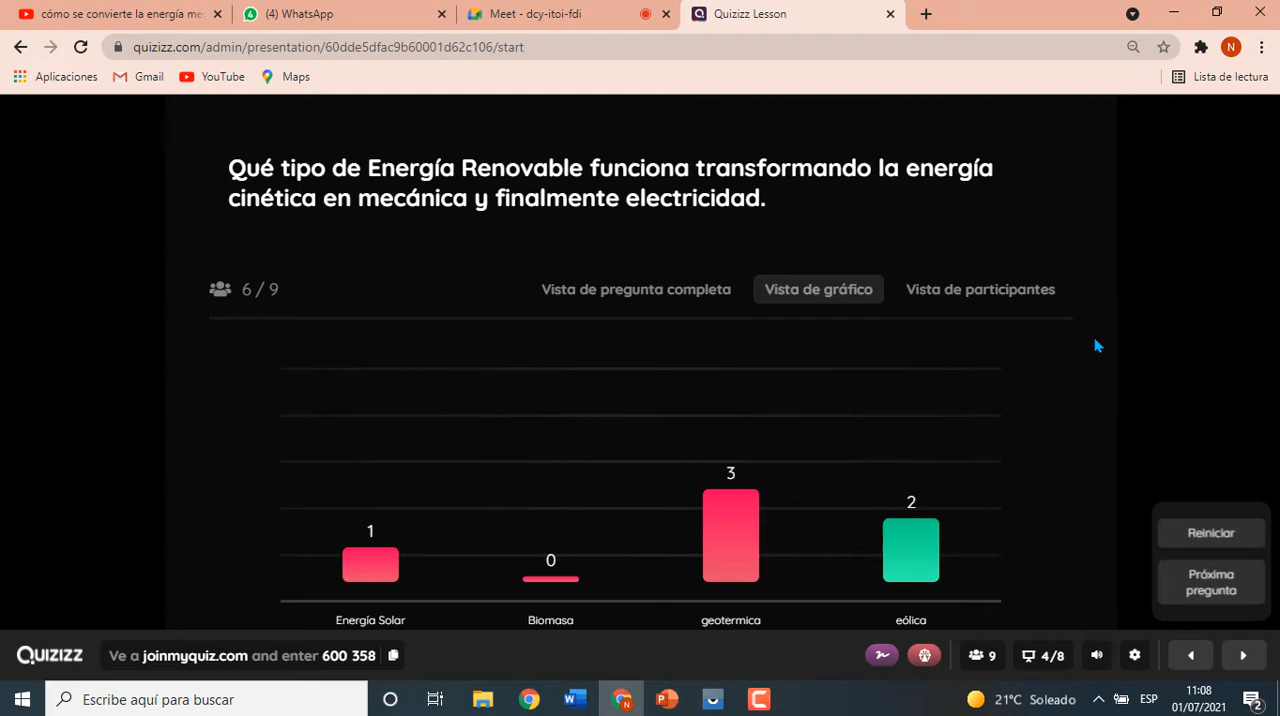 cómo se convierte la energía me
(4) WhatsApp
Meet - dcy-itoi-fdi
Quizizz Lesson
quizizz.com/admin/presentation/60dde5dfac9b60001d62c106/start
N
Aplicaciones
Gmail
YouTube
Maps
Lista de lectura
Qué tipo de Energía Renovable funciona transformando la energía
cinética en mecánica y finalmente electricidad.
6 / 9
Vista de pregunta completa
Vista de gráfico
Vista de participantes
1
0
3
2
Energía Solar
Biomasa
geotermica
eólica
Reiniciar
Próxima
pregunta
QUIZIZZ
Ve a joinmyquiz.com and enter 600 358
9
4/8
Escribe aquí para buscar
21°C Soleado
ESP
11:08
01/07/2021
2